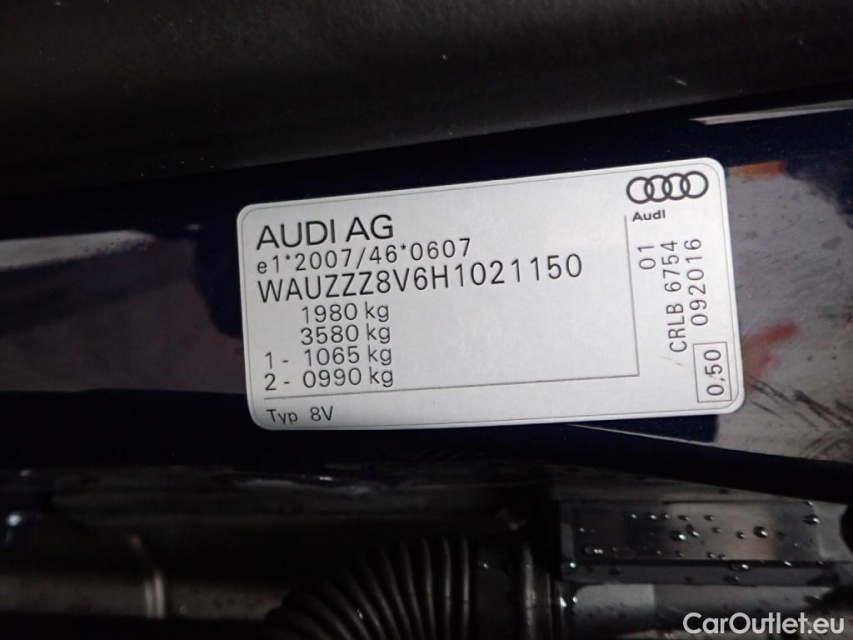 AUDI AG
e1*2007/46*0607
WAUZZZ8V6H1021150
1980 kg
3580 kg
1 - 1065 kg
2 - 0990 kg
Typ 8V
Audi
01
CRLB 6754
092016
0,50
CarOutlet.eu